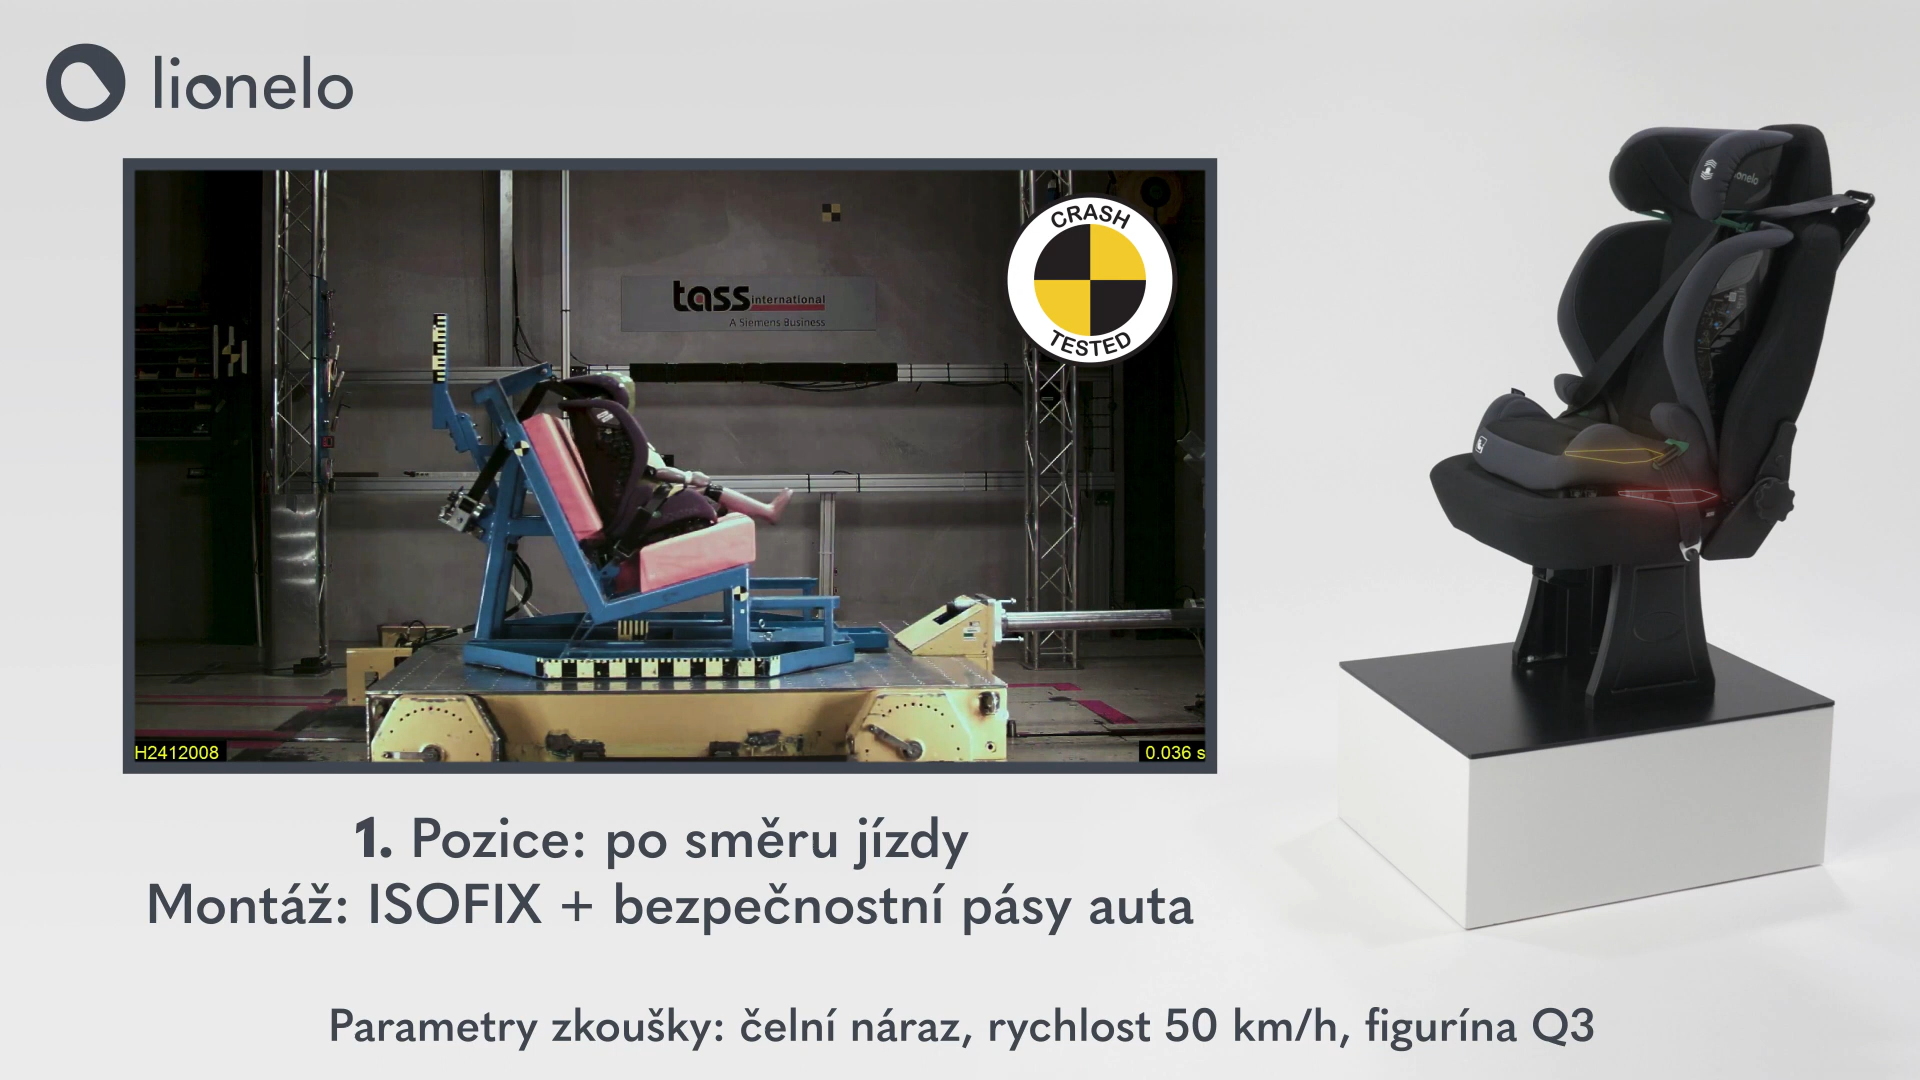 lionelo
CRASH
TESTED
tass international
A Siemens Business
lionelo
H2412008
0.036 s
1. Pozice: po směru jízdy
Montáž: ISOFIX + bezpečnostní pásy auta
Parametry zkoušky: čelní náraz, rychlost 50 km/h, figurína Q3